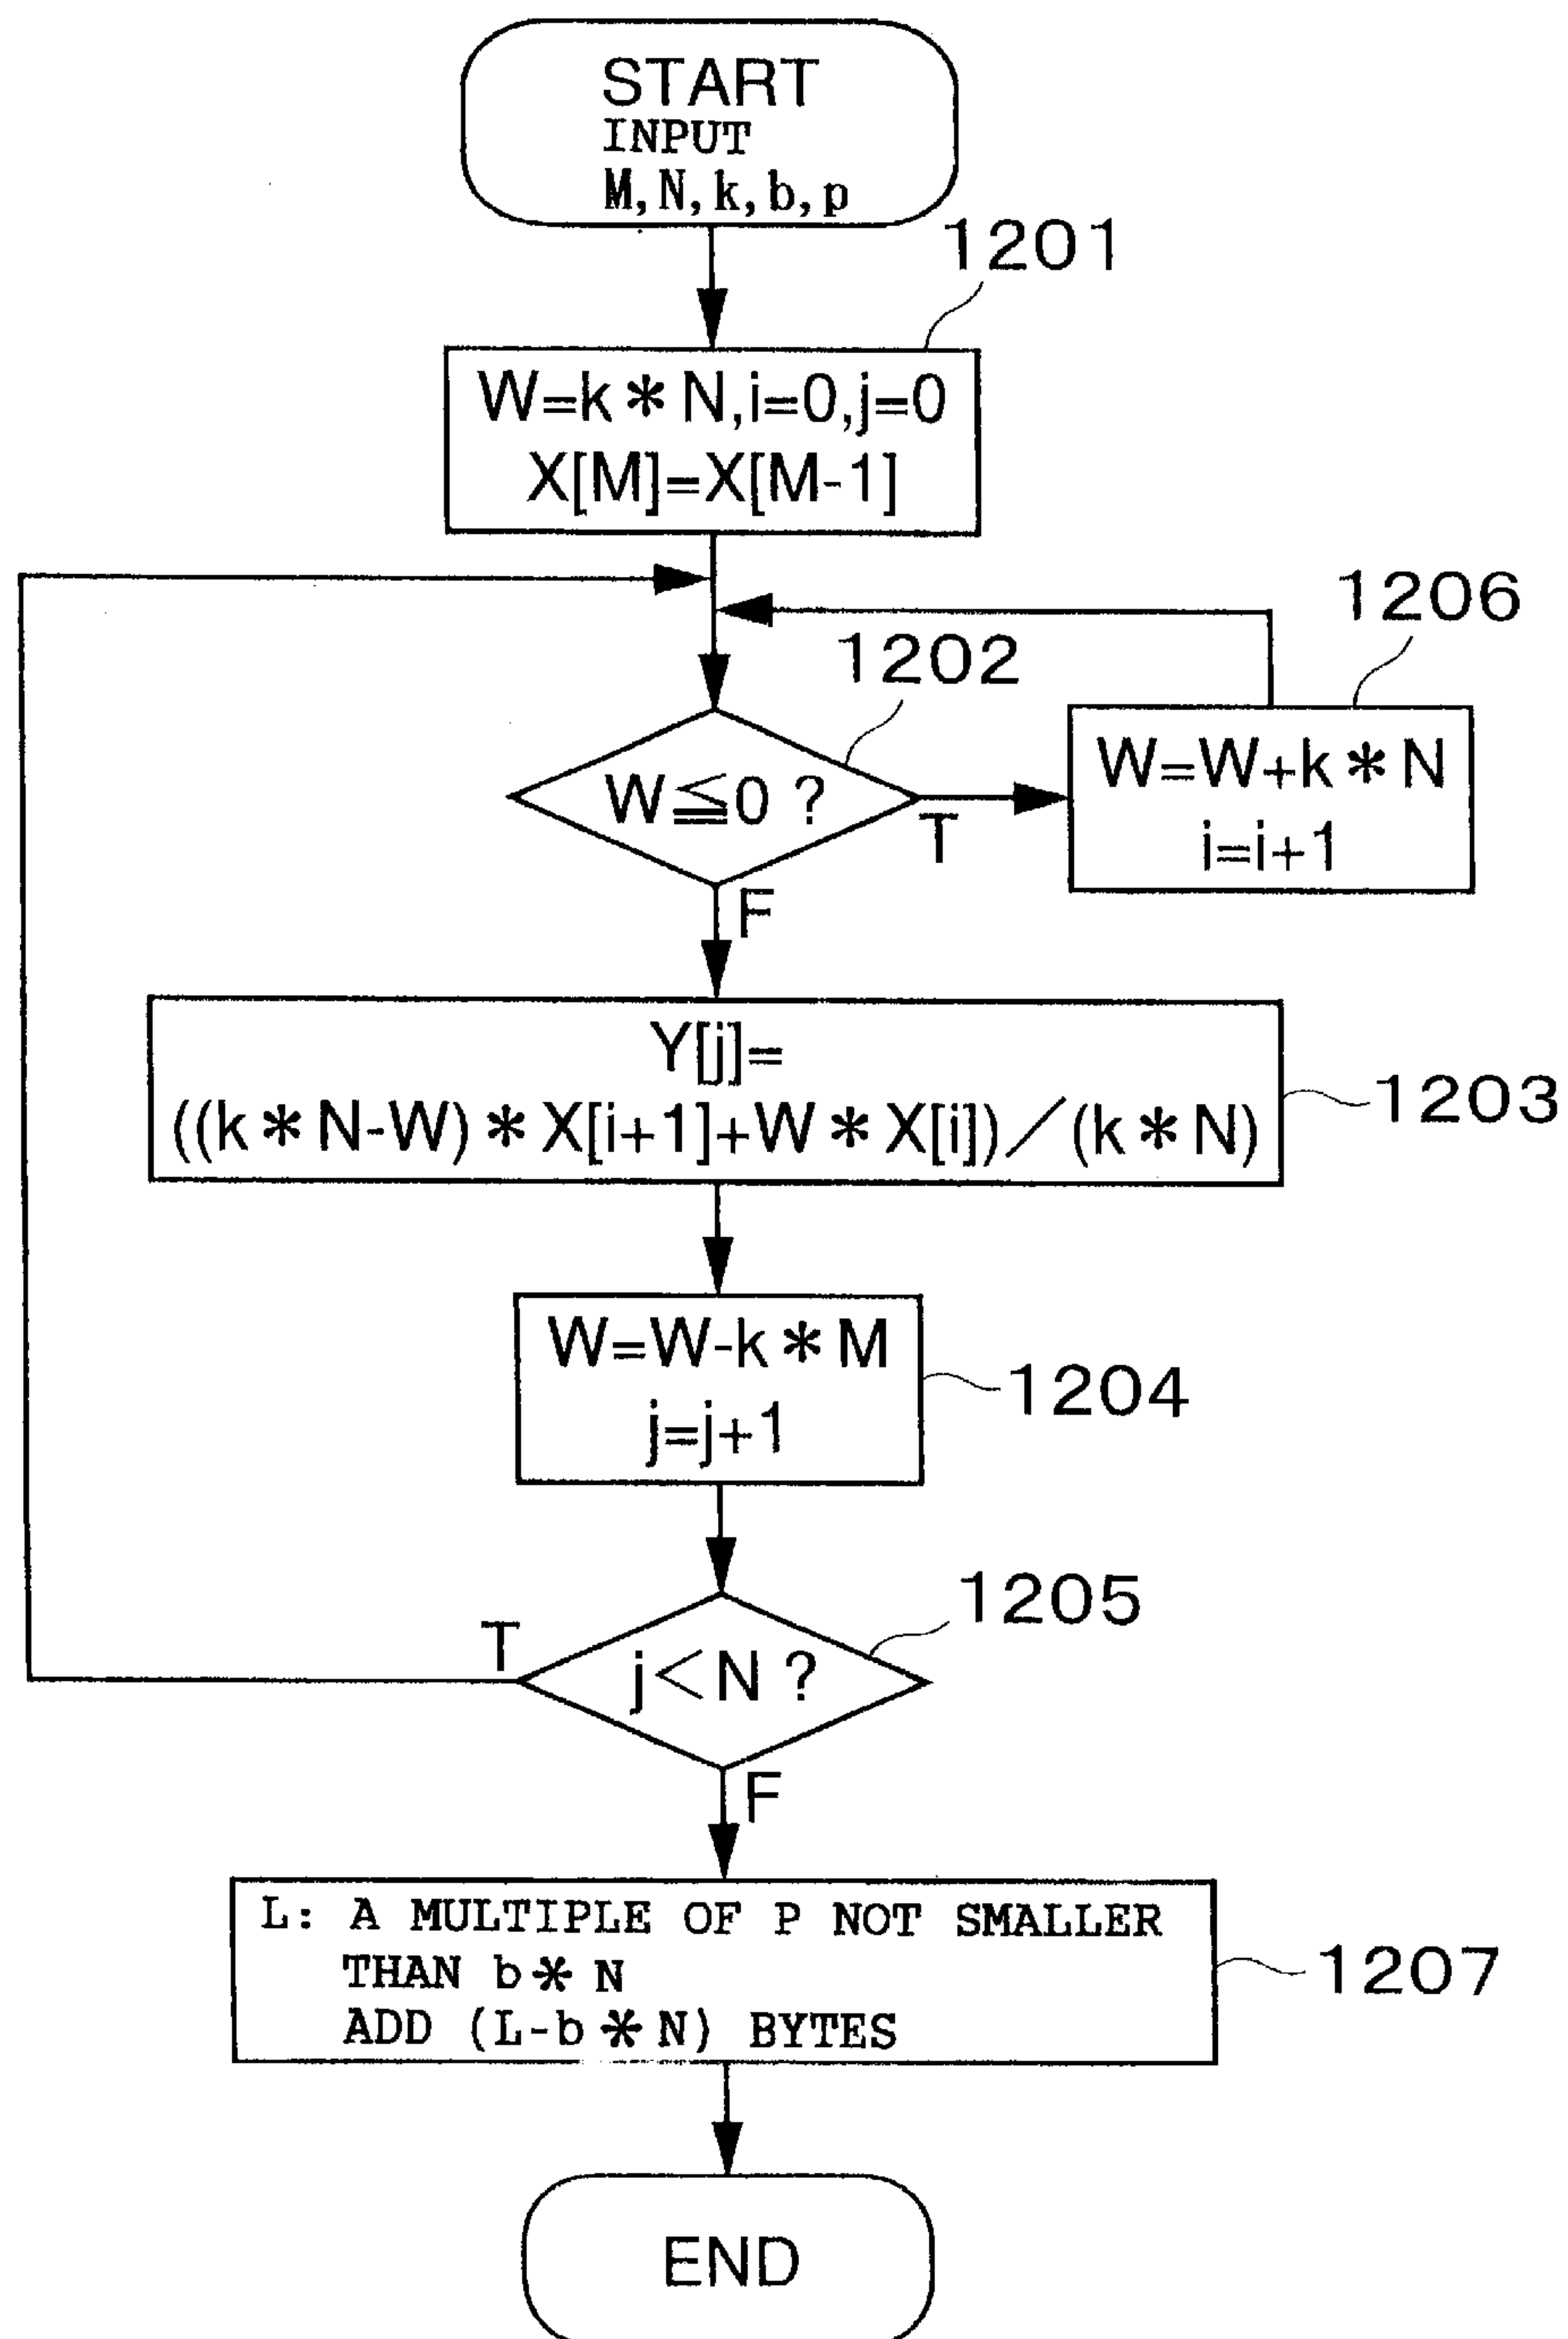 START
INPUT
M,N,k,b,p
1201
W=k*N,i=0,j=0
X[M]=X[M-1]
1206
1202
W≦0 ?
T
W=W+k*N
i=i+1
F
Y[j]=
((k*N-W)*X[i+1]+W*X[i])/(k*N)
1203
W=W-k*M
j=j+1
1204
1205
T
j<N ?
F
L: A MULTIPLE OF P NOT SMALLER
THAN b*N
ADD (L-b*N) BYTES
1207
END